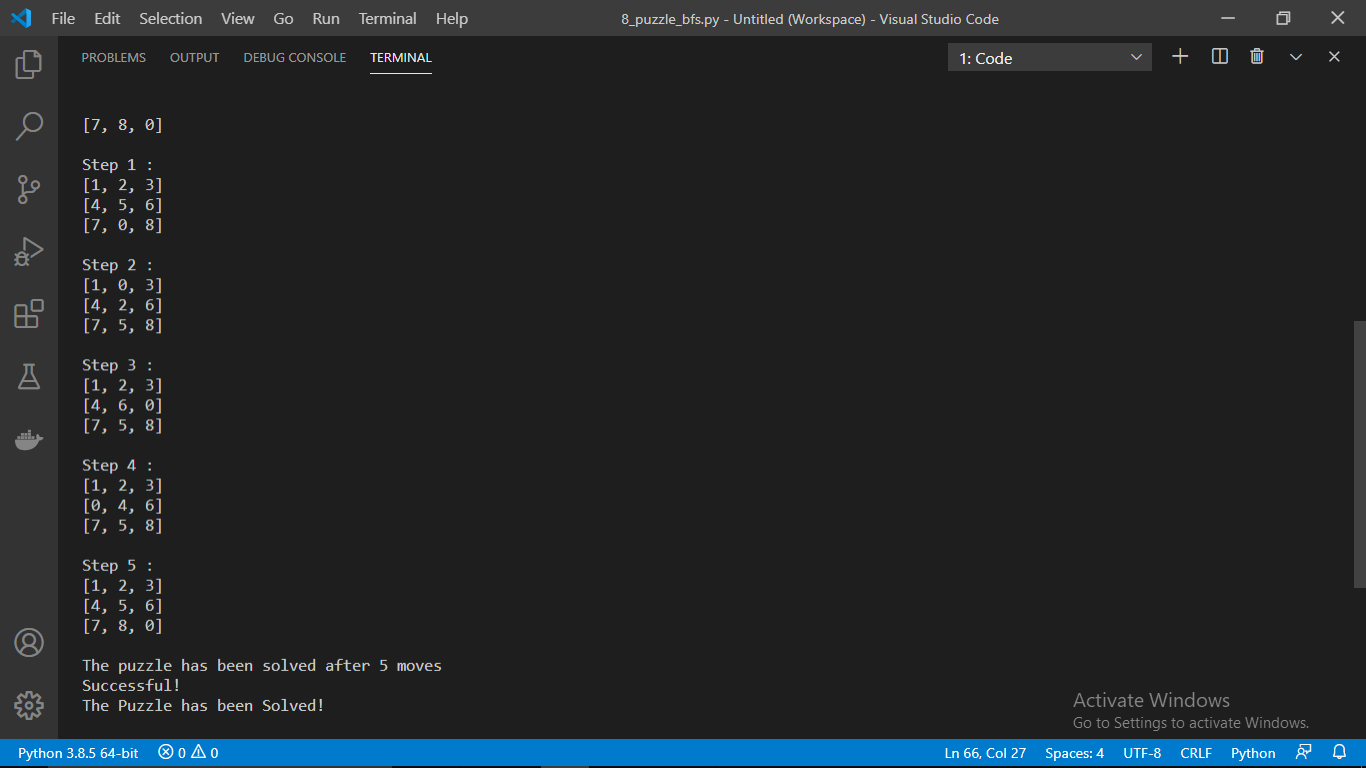 File Edit Selection View Go Run Terminal Help 8_puzzle_bfs.py - Untitled (Workspace) - Visual Studio Code
PROBLEMS OUTPUT DEBUG CONSOLE TERMINAL 1: Code
[7, 8, 0]
Step 1 :
[1, 2, 3]
[4, 5, 6]
[7, 0, 8]
Step 2 :
[1, 0, 3]
[4, 2, 6]
[7, 5, 8]
Step 3 :
[1, 2, 3]
[4, 6, 0]
[7, 5, 8]
Step 4 :
[1, 2, 3]
[0, 4, 6]
[7, 5, 8]
Step 5 :
[1, 2, 3]
[4, 5, 6]
[7, 8, 0]
The puzzle has been solved after 5 moves
Successful!
The Puzzle has been Solved!
Activate Windows
Go to Settings to activate Windows.
Python 3.8.5 64-bit 0 0 Ln 66, Col 27 Spaces: 4 UTF-8 CRLF Python